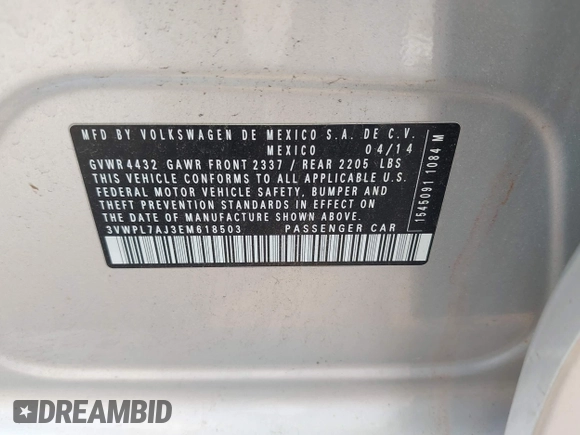 MFD BY VOLKSWAGEN DE MEXICO S.A. DE C.V.
MEXICO 04/14
GVWR 4432 GAWR FRONT 2337 / REAR 2205 LBS
THIS VEHICLE CONFORMS TO ALL APPLICABLE U.S.
FEDERAL MOTOR VEHICLE SAFETY, BUMPER AND
THEFT PREVENTION STANDARDS IN EFFECT ON
THE DATE OF MANUFACTURE SHOWN ABOVE.
3VWPL7AJ3EM618503 PASSENGER CAR
1545091 1084 M
DREAMBID